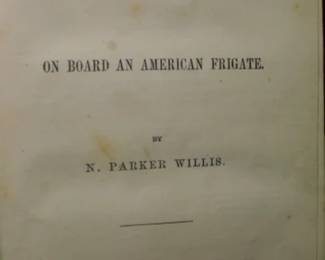 ON BOARD AN AMERICAN FRIGATE.
BY
N. PARKER WILLIS.